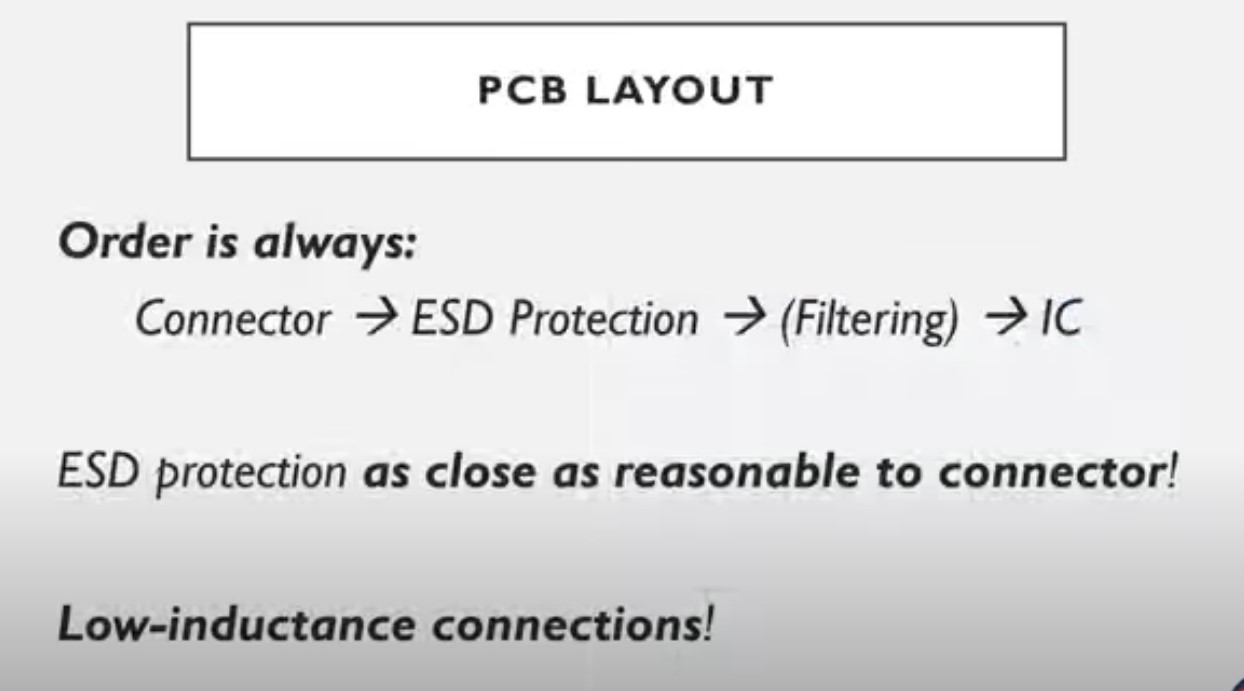 PCB LAYOUT
Order is always:
Connector → ESD Protection → (Filtering) → IC
ESD protection as close as reasonable to connector!
Low-inductance connections!